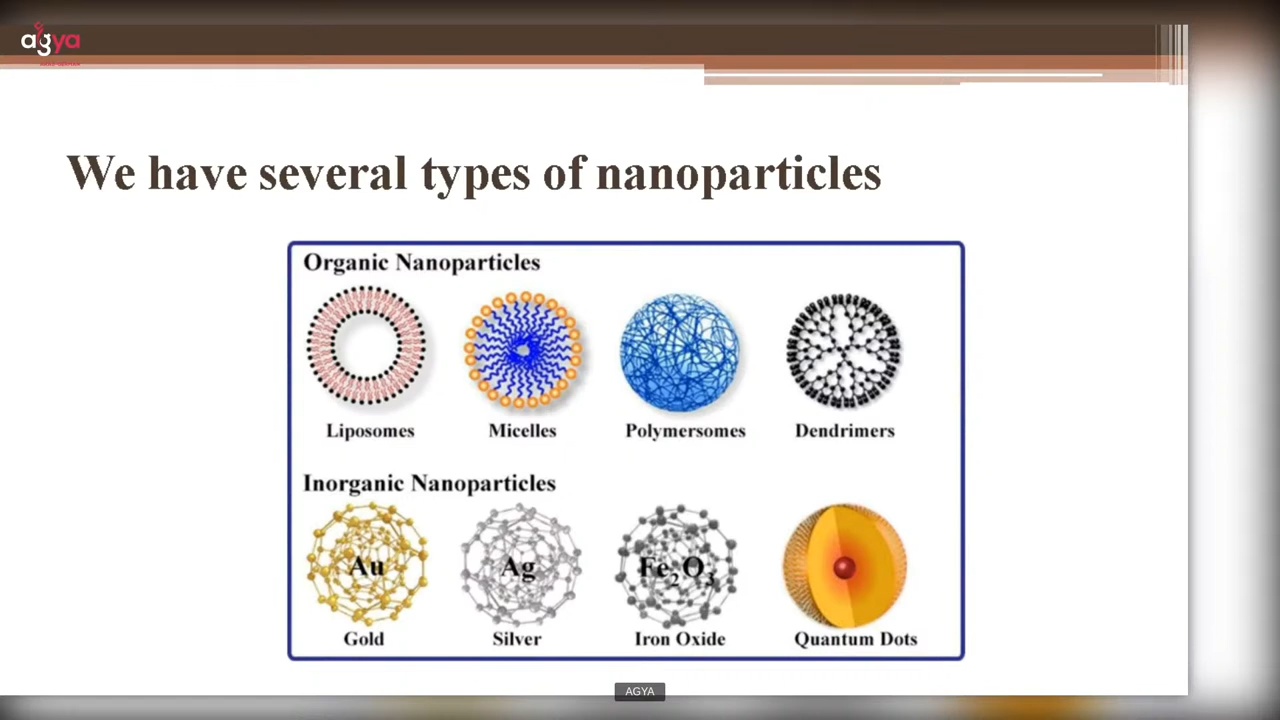 agya
We have several types of nanoparticles
Organic Nanoparticles
Liposomes
Micelles
Polymersomes
Dendrimers
Inorganic Nanoparticles
Au
Ag
Fe₂O₃
Gold
Silver
Iron Oxide
Quantum Dots
AGYA